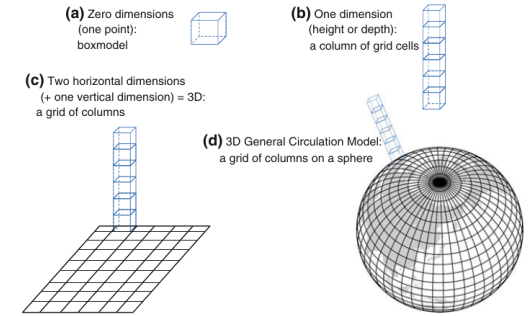 (a) Zero dimensions
(one point):
boxmodel
(b) One dimension
(height or depth):
a column of grid cells
(c) Two horizontal dimensions
(+ one vertical dimension) = 3D:
a grid of columns
(d) 3D General Circulation Model:
a grid of columns on a sphere